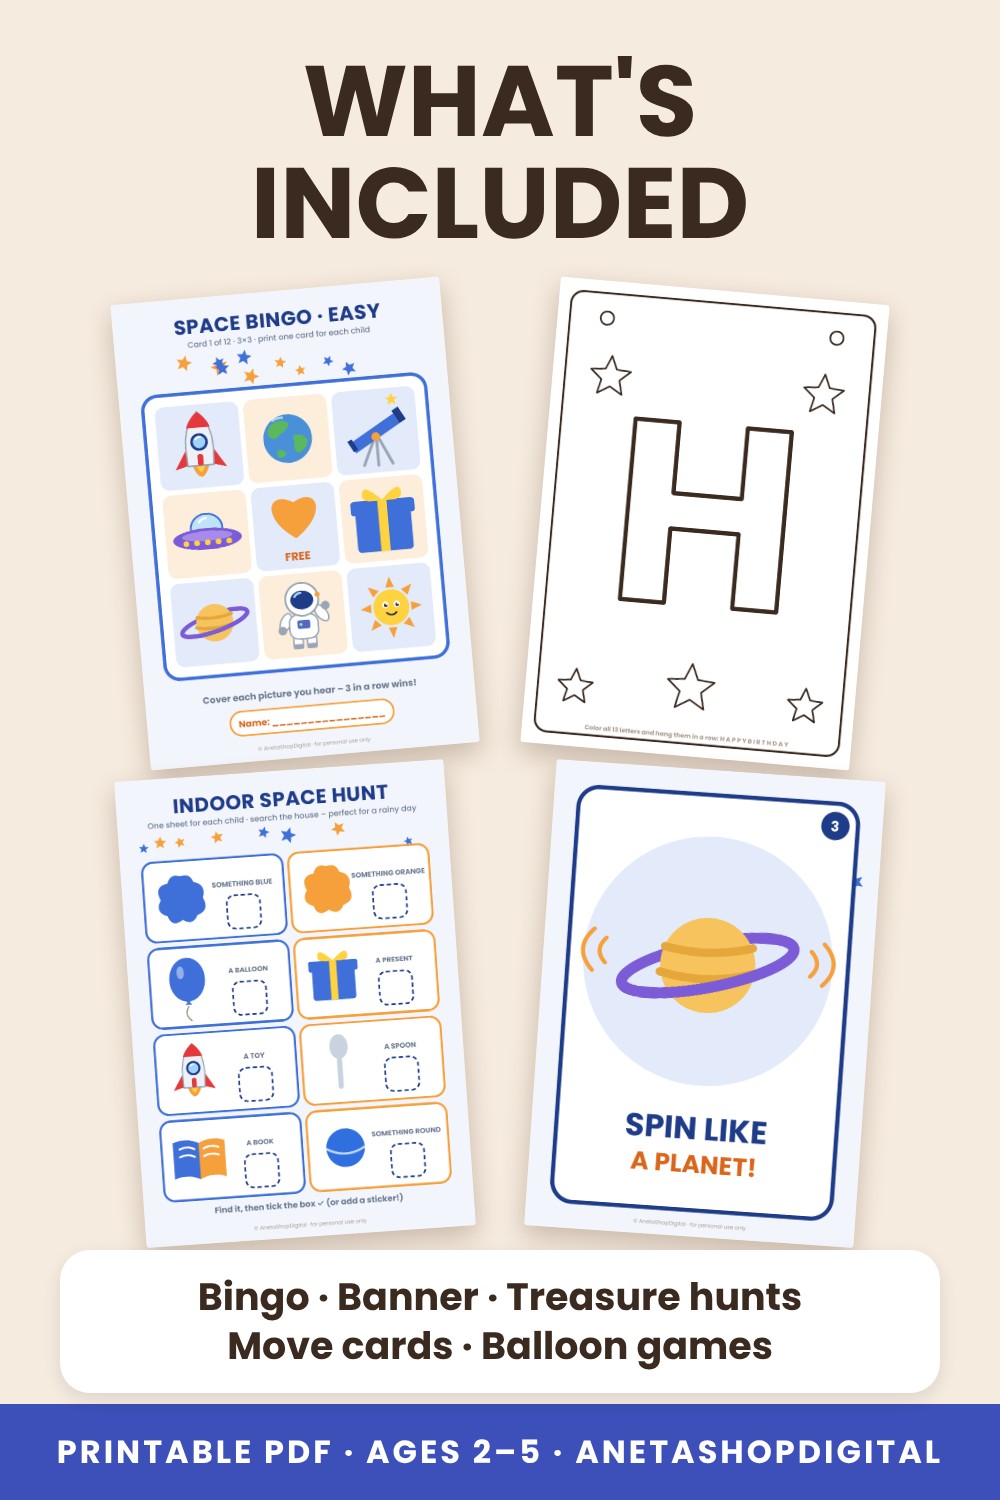 WHAT'S
INCLUDED
SPACE BINGO · EASY
Card 1 of 12 · 3×3 · print one card for each child
FREE
Cover each picture you hear – 3 in a row wins!
Name: ________________
© AnetaShopDigital · for personal use only
H
Color all 13 letters and hang them in a row: H A P P Y B I R T H D A Y
INDOOR SPACE HUNT
One sheet for each child · search the house – perfect for a rainy day
SOMETHING BLUE
SOMETHING ORANGE
A BALLOON
A PRESENT
A TOY
A SPOON
A BOOK
SOMETHING ROUND
Find it, then tick the box ✓ (or add a sticker!)
© AnetaShopDigital · for personal use only
3
SPIN LIKE
A PLANET!
© AnetaShopDigital · for personal use only
Bingo · Banner · Treasure hunts
Move cards · Balloon games
PRINTABLE PDF · AGES 2–5 · ANETASHOPDIGITAL